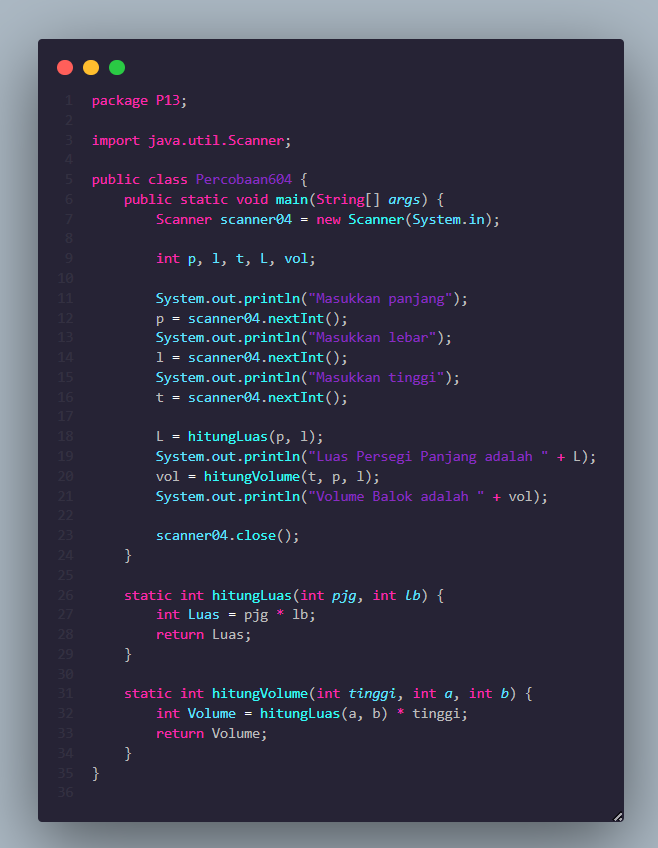 1 package P13;
2
3 import java.util.Scanner;
4
5 public class Percobaan604 {
6     public static void main(String[] args) {
7         Scanner scanner04 = new Scanner(System.in);
8
9         int p, l, t, L, vol;
10
11         System.out.println("Masukkan panjang");
12         p = scanner04.nextInt();
13         System.out.println("Masukkan lebar");
14         l = scanner04.nextInt();
15         System.out.println("Masukkan tinggi");
16         t = scanner04.nextInt();
17
18         L = hitungLuas(p, l);
19         System.out.println("Luas Persegi Panjang adalah " + L);
20         vol = hitungVolume(t, p, l);
21         System.out.println("Volume Balok adalah " + vol);
22
23         scanner04.close();
24     }
25
26     static int hitungLuas(int pjg, int lb) {
27         int Luas = pjg * lb;
28         return Luas;
29     }
30
31     static int hitungVolume(int tinggi, int a, int b) {
32         int Volume = hitungLuas(a, b) * tinggi;
33         return Volume;
34     }
35 }
36